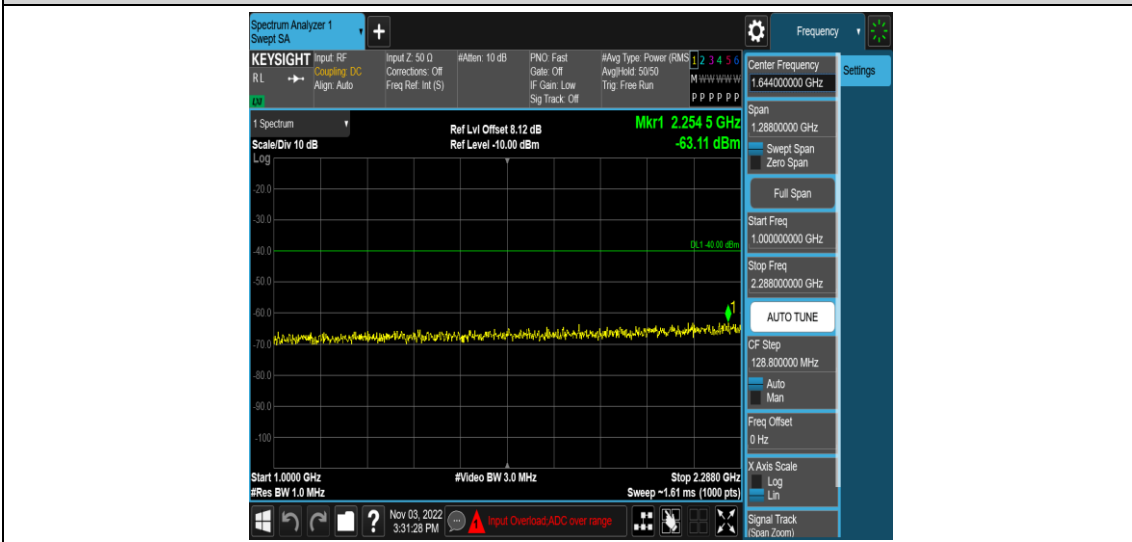 Spectrum Analyzer 1
Swept SA
+
Frequency
KEYSIGHT
RL
LXI
Input: RF
Coupling: DC
Align: Auto
Input Z: 50 Ω
Corrections: Off
Freq Ref: Int (S)
#Atten: 10 dB
PNO: Fast
Gate: Off
IF Gain: Low
Sig Track: Off
#Avg Type: Power (RMS
Avg|Hold: 50/50
Trig: Free Run
1 2 3 4 5 6
M W W W W W
P P P P P P
1 Spectrum
Scale/Div 10 dB
Log
Ref Lvl Offset 8.12 dB
Ref Level -10.00 dBm
Mkr1 2.254 5 GHz
-63.11 dBm
-20.0
-30.0
-40.0
DL1 -40.00 dBm
-50.0
-60.0
1
-70.0
-80.0
-90.0
-100
Start 1.0000 GHz
#Res BW 1.0 MHz
#Video BW 3.0 MHz
Stop 2.2880 GHz
Sweep ~1.61 ms (1000 pts)
?
Nov 03, 2022
3:31:28 PM
Input Overload;ADC over range
Center Frequency
1.644000000 GHz
Settings
Span
1.28800000 GHz
Swept Span
Zero Span
Full Span
Start Freq
1.000000000 GHz
Stop Freq
2.288000000 GHz
AUTO TUNE
CF Step
128.800000 MHz
Auto
Man
Freq Offset
0 Hz
X Axis Scale
Log
Lin
Signal Track
(Span Zoom)